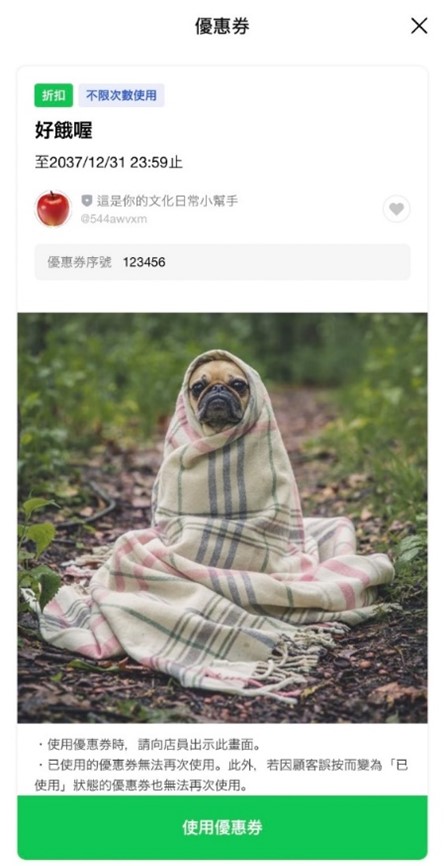 優惠券
折扣 不限次數使用
好餓喔
至2037/12/31 23:59止
這是你的文化日常小幫手
@544awvxm
優惠券序號 123456
・使用優惠券時，請向店員出示此畫面。
・已使用的優惠券無法再次使用。此外，若因顧客誤按而變為「已
使用」狀態的優惠券也無法再次使用。
使用優惠券